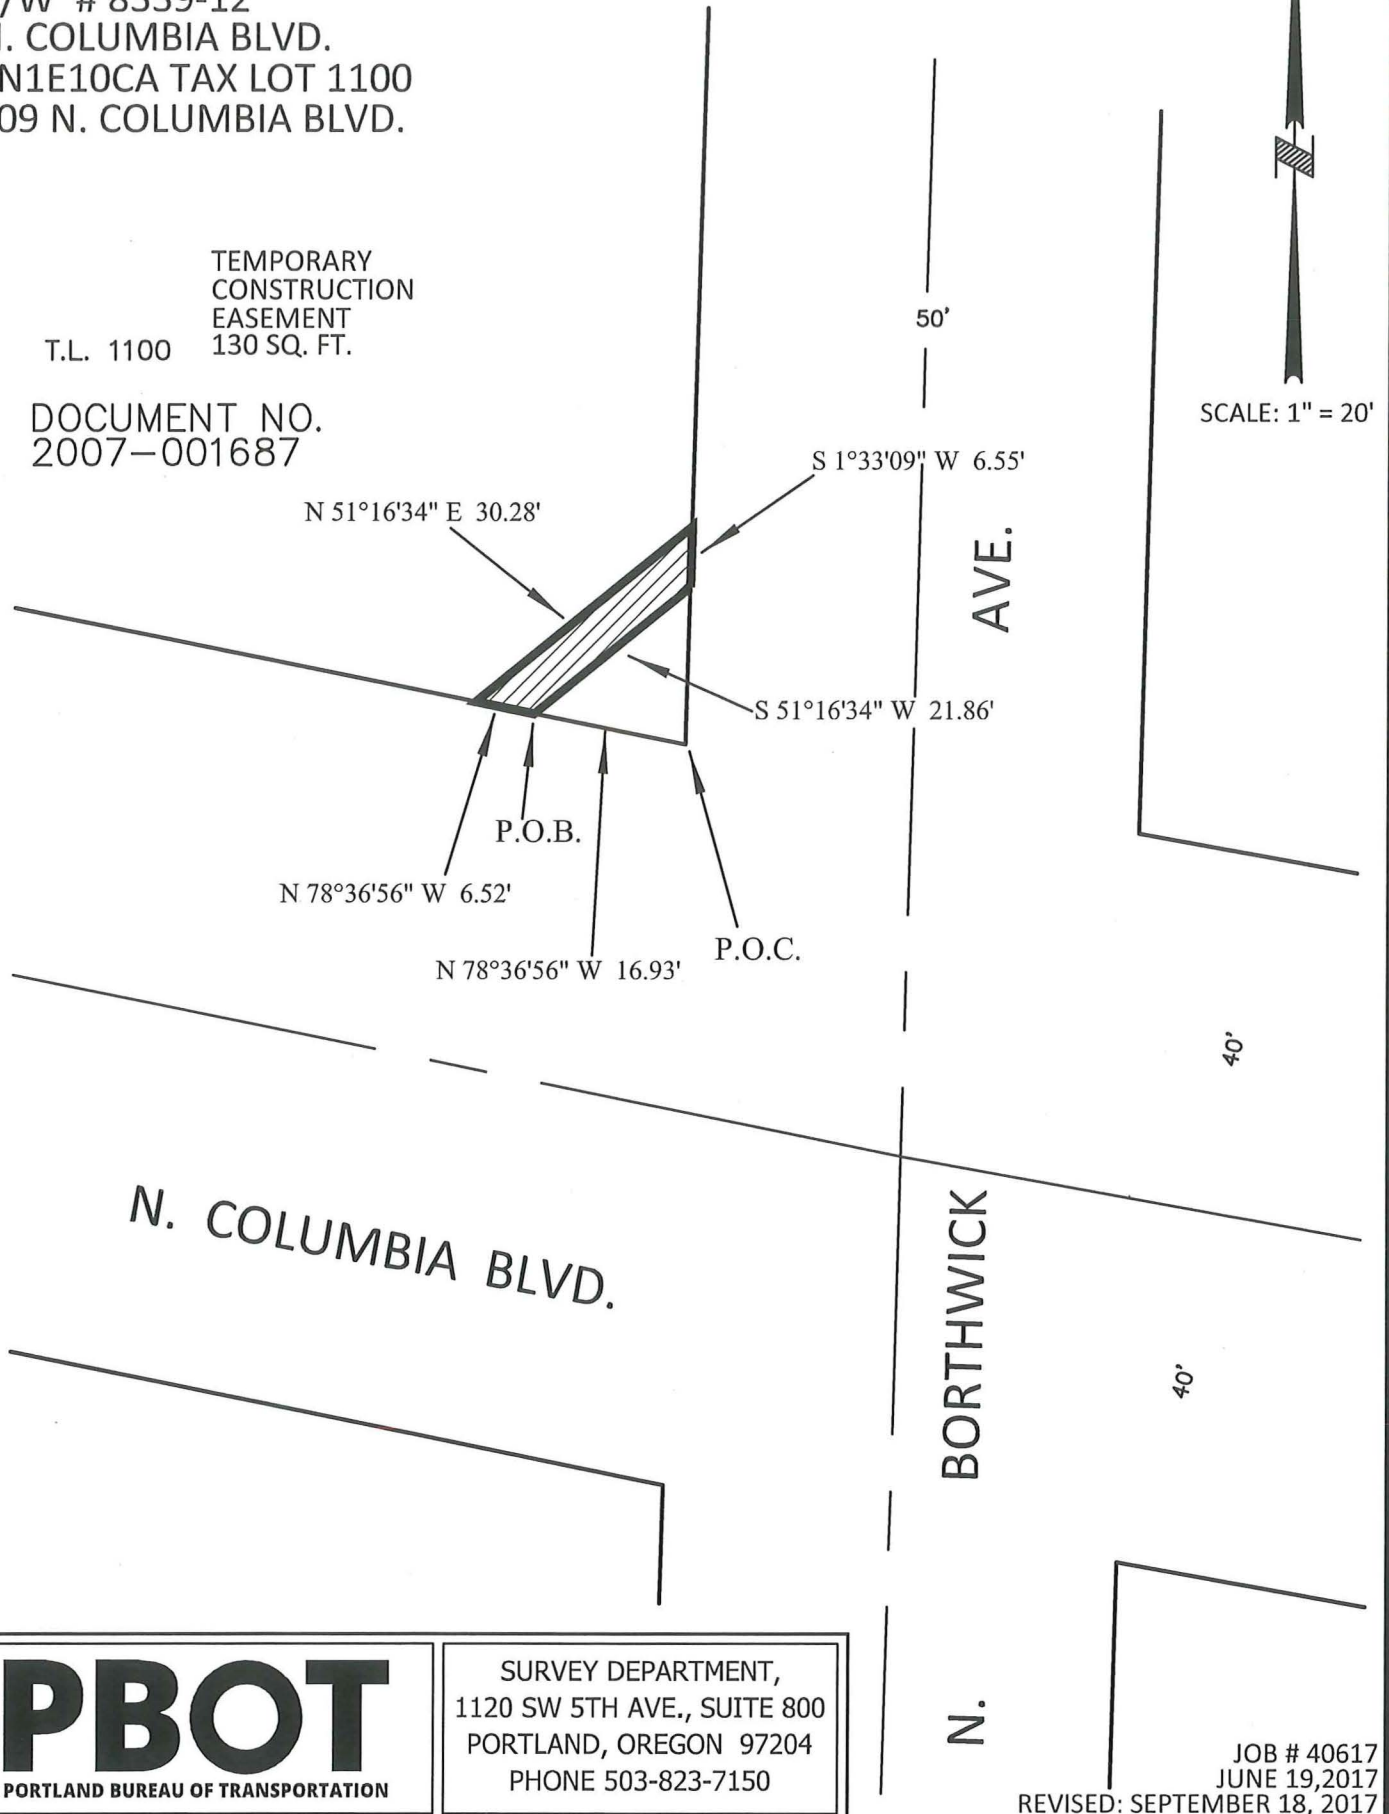 /W # 8559-12
. COLUMBIA BLVD.
N1E10CA TAX LOT 1100
09 N. COLUMBIA BLVD.
TEMPORARY
CONSTRUCTION
EASEMENT
130 SQ. FT.
T.L. 1100
DOCUMENT NO.
2007-001687
50'
SCALE: 1" = 20'
S 1°33'09" W 6.55'
N 51°16'34" E 30.28'
AVE.
S 51°16'34" W 21.86'
P.O.B.
N 78°36'56" W 6.52'
P.O.C.
N 78°36'56" W 16.93'
40'
N. COLUMBIA BLVD.
BORTHWICK
40'
N.
PBOT
PORTLAND BUREAU OF TRANSPORTATION
SURVEY DEPARTMENT,
1120 SW 5TH AVE., SUITE 800
PORTLAND, OREGON 97204
PHONE 503-823-7150
JOB # 40617
JUNE 19,2017
REVISED: SEPTEMBER 18, 2017